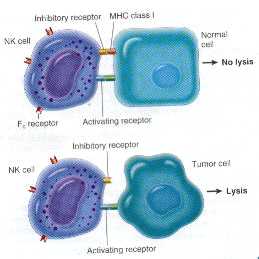 Inhibitory receptor MHC class I
NK cell
Normal
cell
No lysis
Fc receptor
Activating receptor
Inhibitory receptor
NK cell
Tumor cell
Lysis
Activating receptor